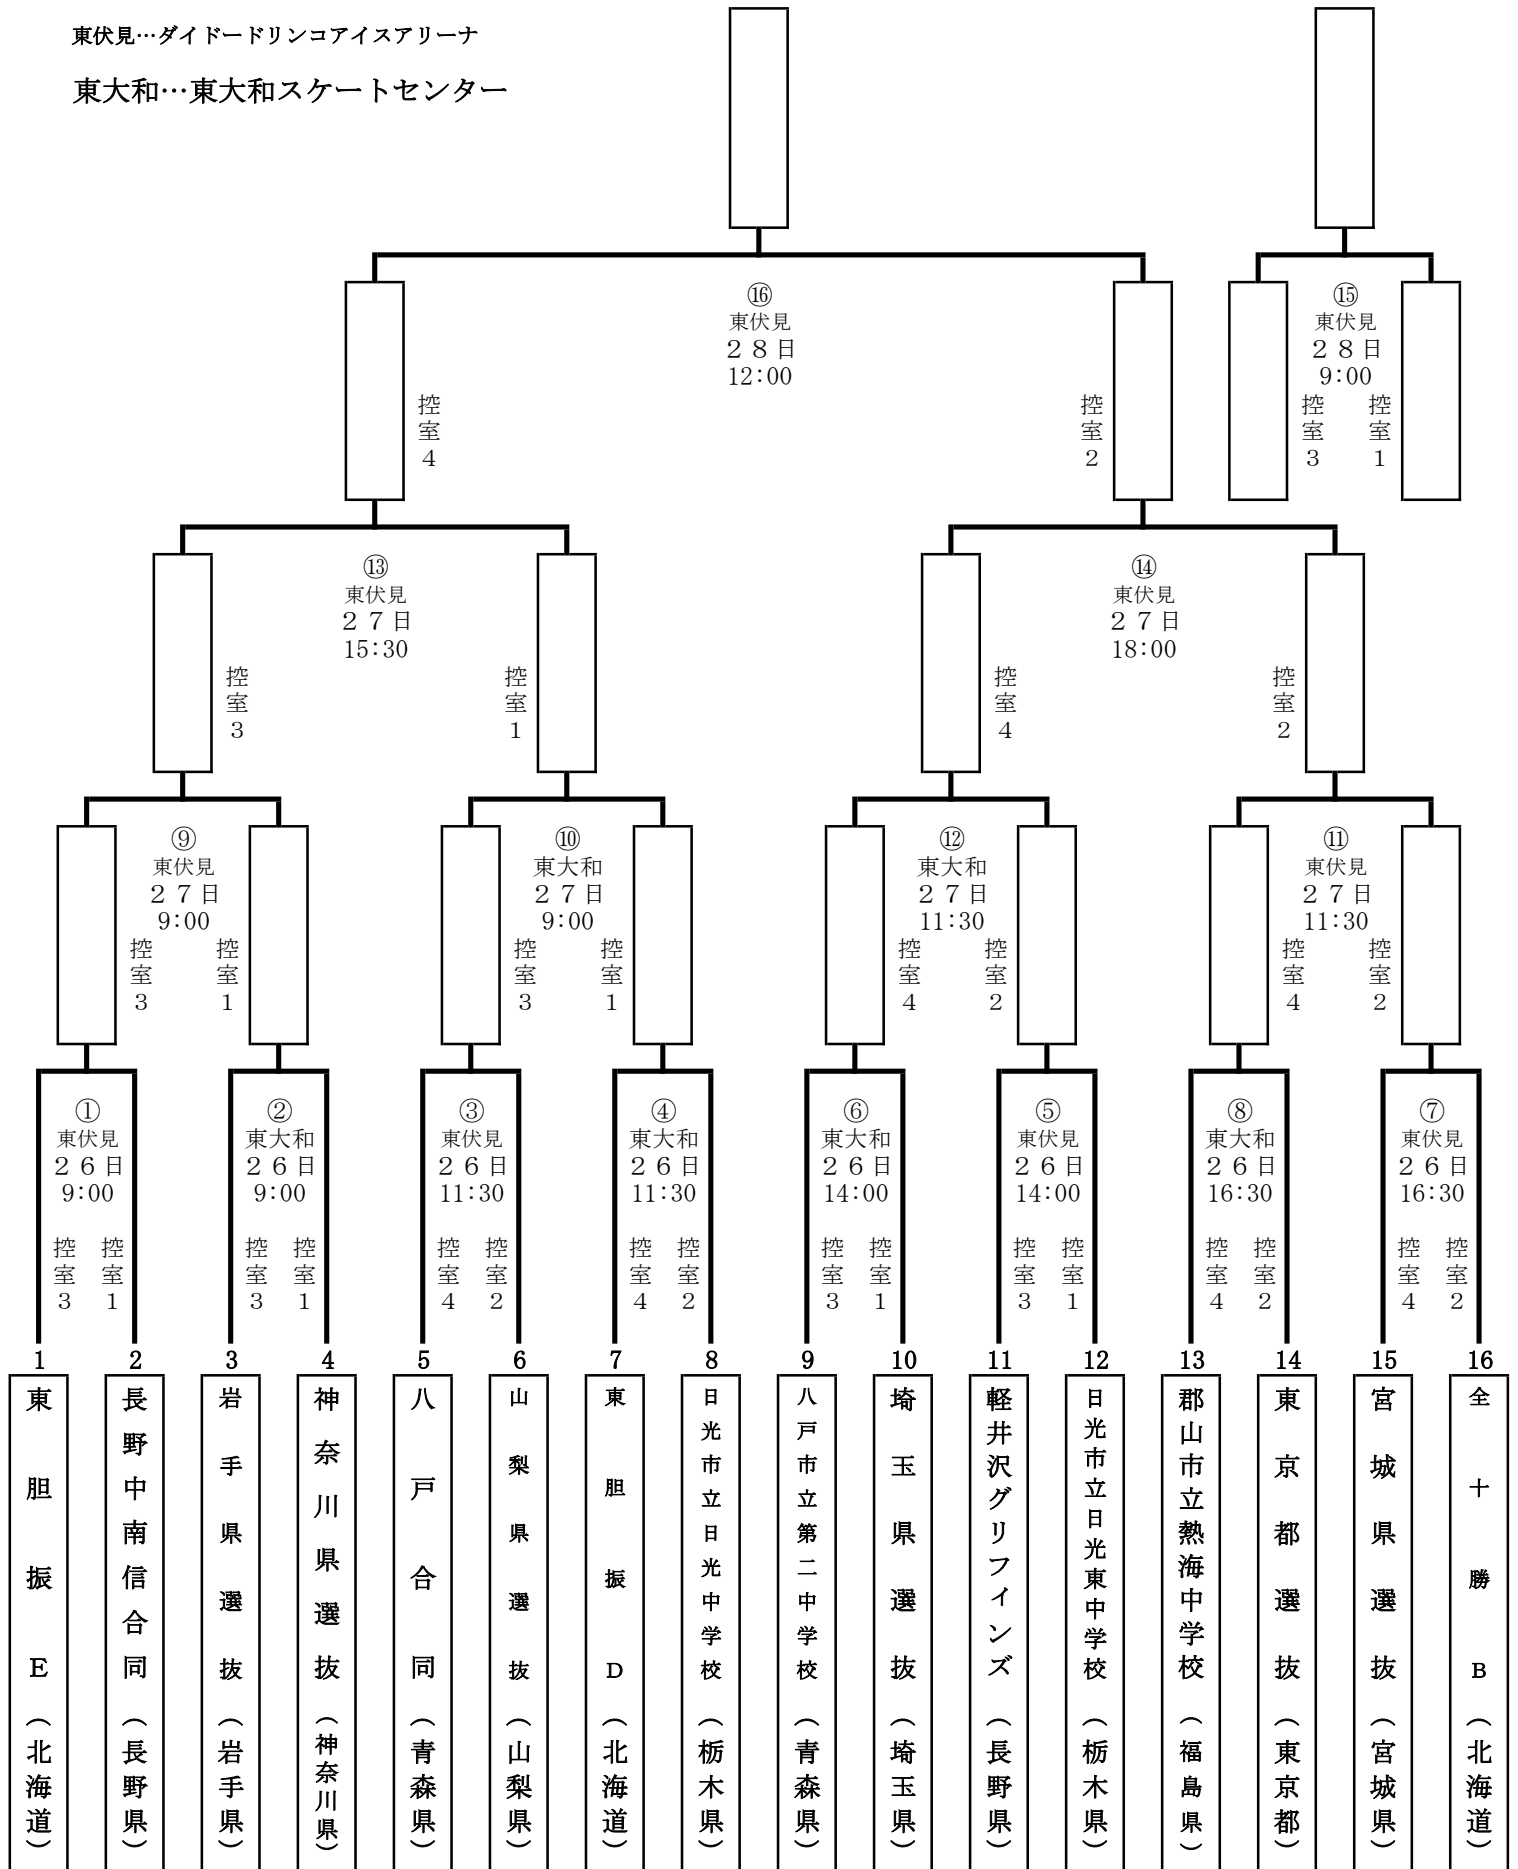 東伏見…ダイドードリンコアイスアリーナ
東大和…東大和スケートセンター
⑯
東伏見
２８日
12:00
控室４
控室２
⑮
東伏見
２８日
9:00
控室３
控室１
⑬
東伏見
２７日
15:30
控室３
控室１
⑭
東伏見
２７日
18:00
控室４
控室２
⑨
東伏見
２７日
9:00
控室３
控室１
⑩
東大和
２７日
9:00
控室３
控室１
⑫
東大和
２７日
11:30
控室４
控室２
⑪
東伏見
２７日
11:30
控室４
控室２
①
東伏見
２６日
9:00
控室３
控室１
②
東大和
２６日
9:00
控室３
控室１
③
東伏見
２６日
11:30
控室４
控室２
④
東大和
２６日
11:30
控室４
控室２
⑥
東大和
２６日
14:00
控室３
控室１
⑤
東伏見
２６日
14:00
控室３
控室１
⑧
東大和
２６日
16:30
控室４
控室２
⑦
東伏見
２６日
16:30
控室４
控室２
1
東胆振Ｅ（北海道）
2
長野中南信合同（長野県）
3
岩手県選抜（岩手県）
4
神奈川県選抜（神奈川県）
5
八戸合同（青森県）
6
山梨県選抜（山梨県）
7
東胆振Ｄ（北海道）
8
日光市立日光中学校（栃木県）
9
八戸市立第二中学校（青森県）
10
埼玉県選抜（埼玉県）
11
軽井沢グリフィンズ（長野県）
12
日光市立日光東中学校（栃木県）
13
郡山市立熱海中学校（福島県）
14
東京都選抜（東京都）
15
宮城県選抜（宮城県）
16
全十勝Ｂ（北海道）